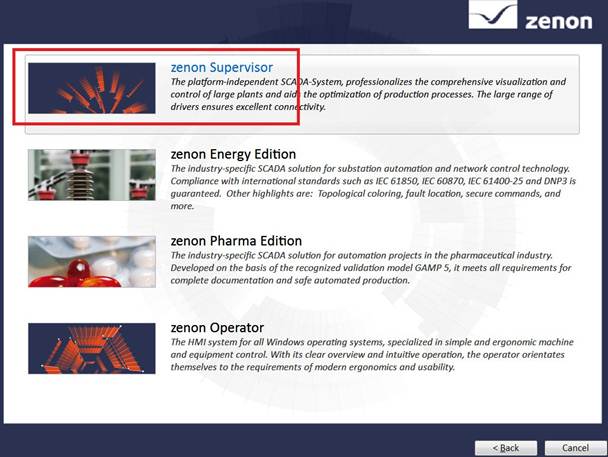 zenon
zenon Supervisor
The platform-independent SCADA-System, professionalizes the comprehensive visualization and
control of large plants and aids the optimization of production processes. The large range of
drivers ensures excellent connectivity.
zenon Energy Edition
The industry-specific SCADA solution for substation automation and network control technology.
Compliance with international standards such as IEC 61850, IEC 60870, IEC 61400-25 and DNP3 is
guaranteed.  Other highlights are:  Topological coloring, fault location, secure commands, and
more.
zenon Pharma Edition
The industry-specific SCADA solution for automation projects in the pharmaceutical industry.
Developed on the basis of the recognized validation model GAMP 5, it meets all requirements for
complete documentation and safe automated production.
zenon Operator
The HMI system for all Windows operating systems, specialized in simple and ergonomic machine
and equipment control. With its clear overview and intuitive operation, the operator orientates
themselves to the requirements of modern ergonomics and usability.
< Back
Cancel